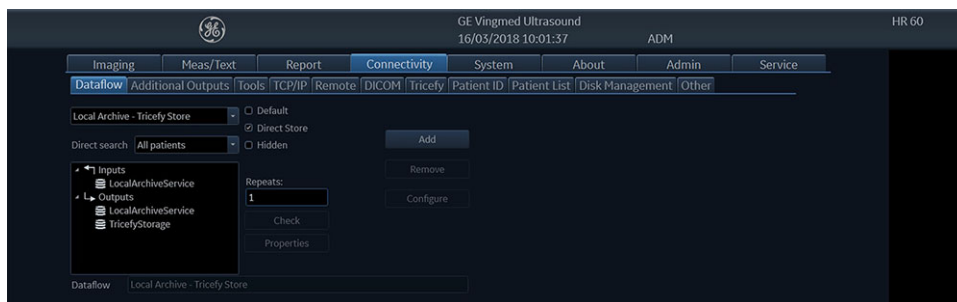 GE Vingmed Ultrasound HR 60
16/03/2018 10:01:37 ADM
Imaging Meas/Text Report Connectivity System About Admin Service
Dataflow Additional Outputs Tools TCP/IP Remote DICOM Tricefy Patient ID Patient List Disk Management Other
Local Archive - Tricefy Store
Default
Direct Store
Direct search All patients
Hidden
Add
Inputs
LocalArchiveService
Outputs
LocalArchiveService
TricefyStorage
Repeats:
1
Check
Properties
Remove
Configure
Dataflow Local Archive - Tricefy Store